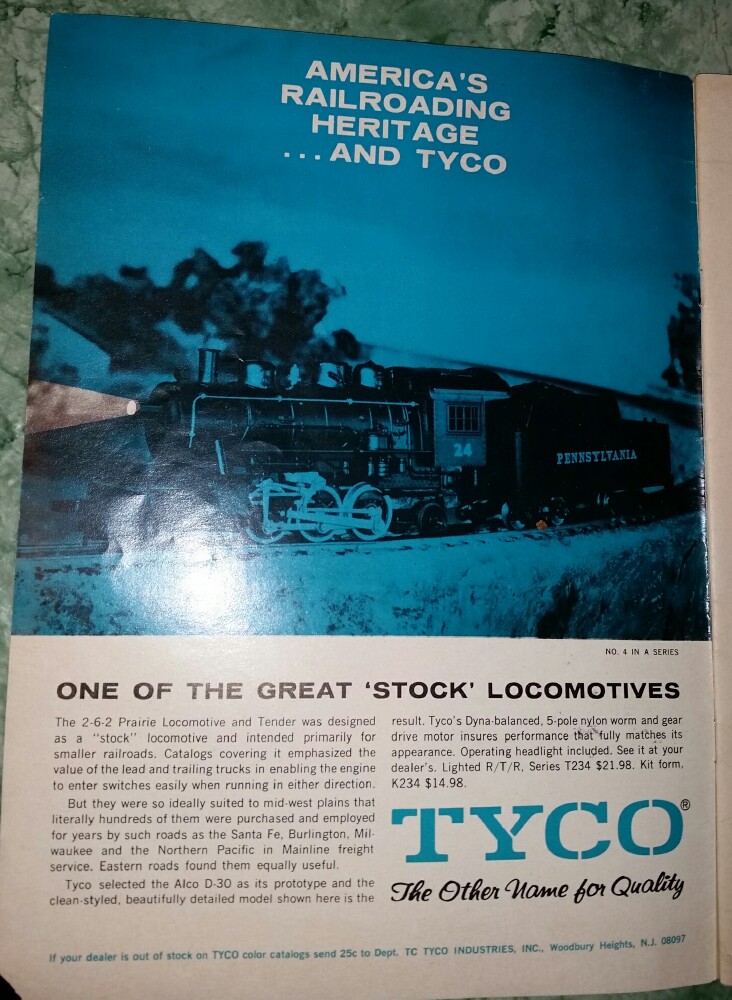 AMERICA'S
RAILROADING
HERITAGE
...AND TYCO
24
PENNSYLVANIA
NO. 4 IN A SERIES
ONE OF THE GREAT 'STOCK' LOCOMOTIVES
The 2-6-2 Prairie Locomotive and Tender was designed
as a "stock" locomotive and intended primarily for
smaller railroads. Catalogs covering it emphasized the
value of the lead and trailing trucks in enabling the engine
to enter switches easily when running in either direction.
But they were so ideally suited to mid-west plains that
literally hundreds of them were purchased and employed
for years by such roads as the Santa Fe, Burlington, Mil-
waukee and the Northern Pacific in Mainline freight
service. Eastern roads found them equally useful.
Tyco selected the Alco D-30 as its prototype and the
clean-styled, beautifully detailed model shown here is the
result. Tyco's Dyna-balanced, 5-pole nylon worm and gear
drive motor insures performance that fully matches its
appearance. Operating headlight included. See it at your
dealer's. Lighted R/T/R, Series T234 $21.98. Kit form,
K234 $14.98.
TYCO®
The Other Name for Quality
If your dealer is out of stock on TYCO color catalogs send 25c to Dept. TC TYCO INDUSTRIES, INC., Woodbury Heights, N.J. 08097